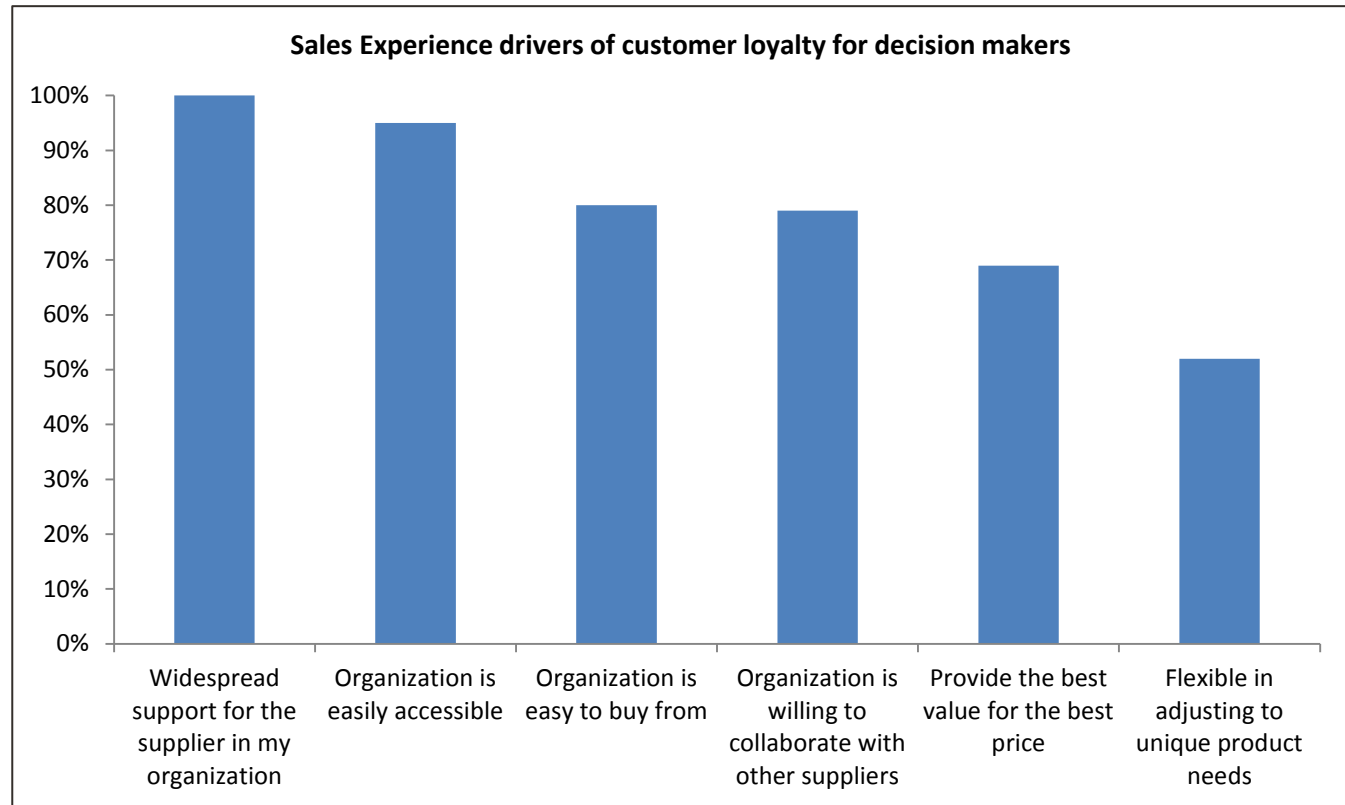 Sales Experience drivers of customer loyalty for decision makers
100%
90%
80%
70%
60%
50%
40%
30%
20%
10%
0%
Widespread
support for the
supplier in my
organization
Organization is
easily accessible
Organization is
easy to buy from
Organization is
willing to
collaborate with
other suppliers
Provide the best
value for the best
price
Flexible in
adjusting to
unique product
needs